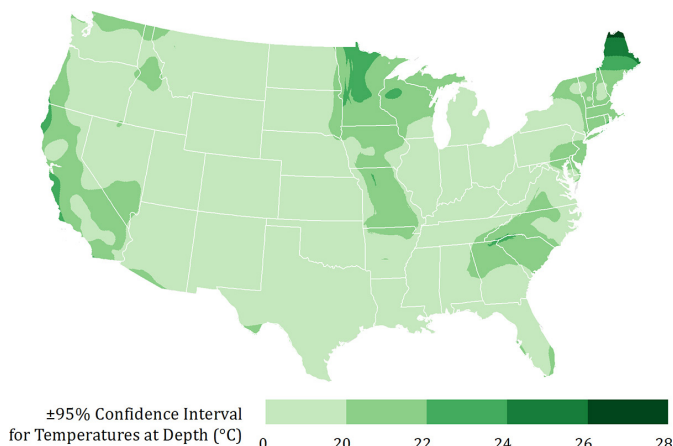 ±95% Confidence Interval
for Temperatures at Depth (°C)
0 20 22 24 26 28